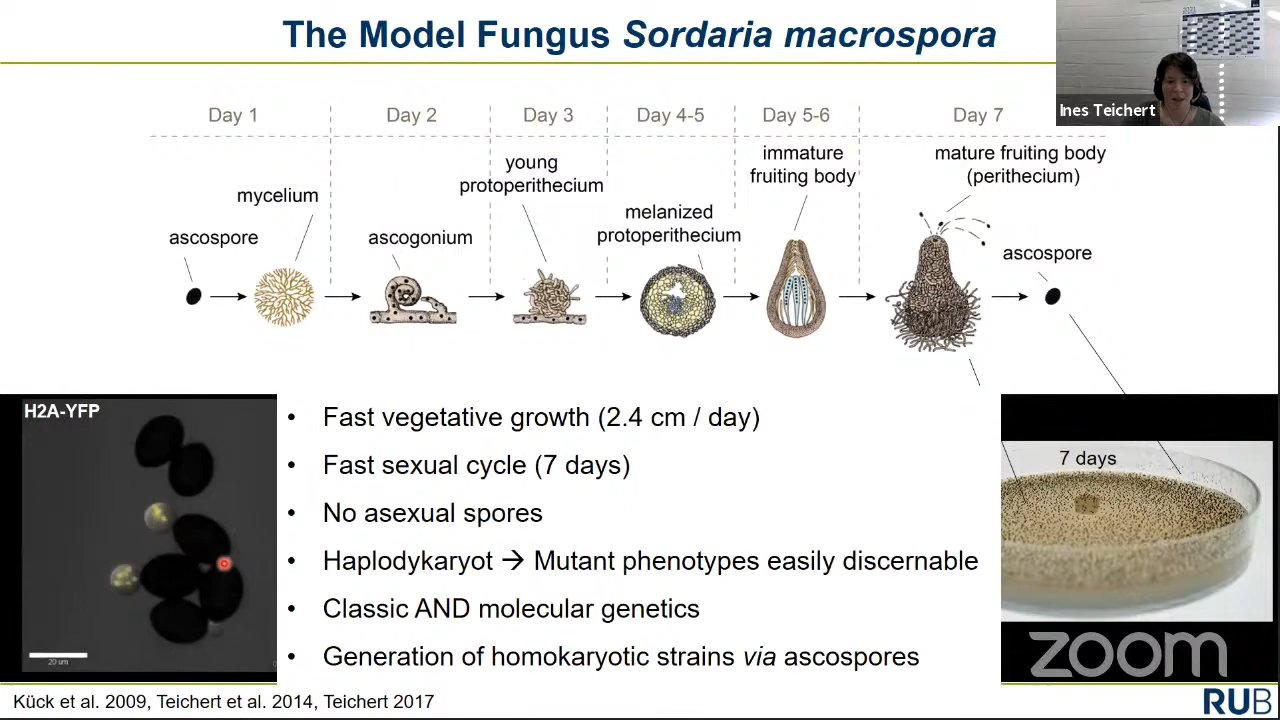 The Model Fungus Sordaria macrospora
Ines Teichert
Day 1
Day 2
Day 3
Day 4-5
Day 5-6
Day 7
ascospore
mycelium
ascogonium
young
protoperithecium
melanized
protoperithecium
immature
fruiting body
mature fruiting body
(perithecium)
ascospore
H2A-YFP
20 um
• Fast vegetative growth (2.4 cm / day)
• Fast sexual cycle (7 days)
• No asexual spores
• Haplodykaryot → Mutant phenotypes easily discernable
• Classic AND molecular genetics
• Generation of homokaryotic strains via ascospores
7 days
zoom
Kück et al. 2009, Teichert et al. 2014, Teichert 2017
RUB